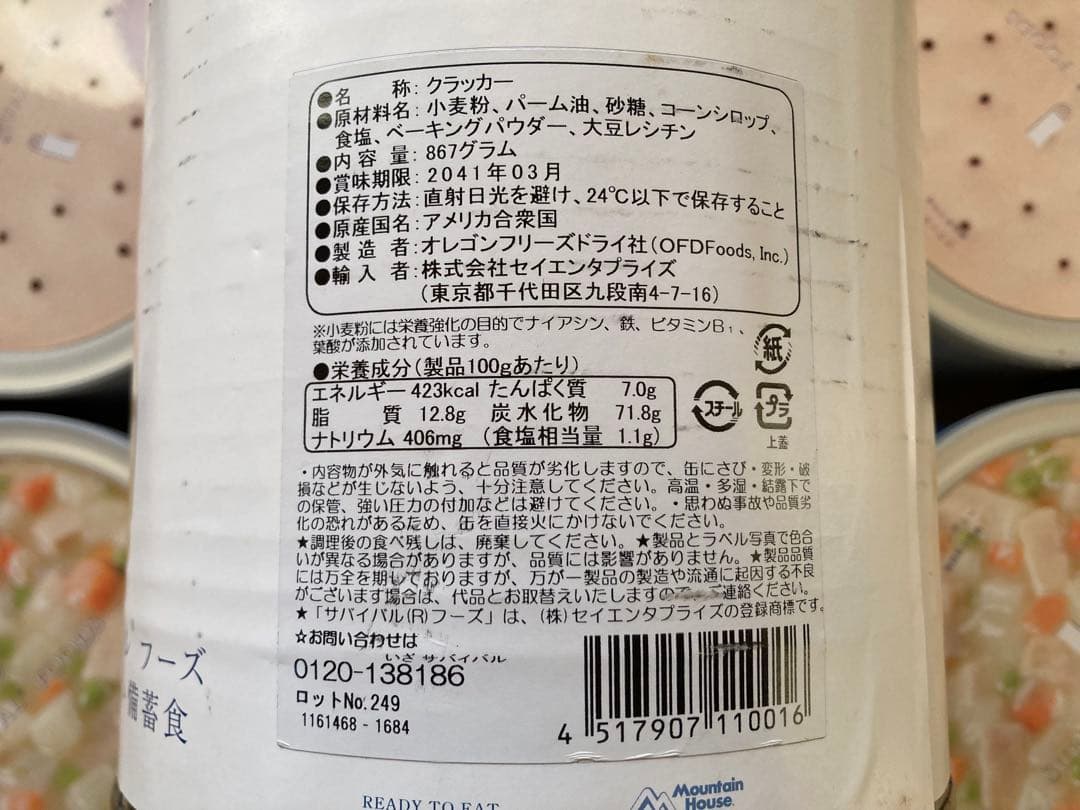 ●名　　称：クラッカー
●原材料名：小麦粉、パーム油、砂糖、コーンシロップ、
食塩、ベーキングパウダー、大豆レシチン
●内 容 量：867グラム
●賞味期限：2041年03月
●保存方法：直射日光を避け、24℃以下で保存すること
●原産国名：アメリカ合衆国
●製 造 者：オレゴンフリーズドライ社（OFDFoods, Inc.）
●輸 入 者：株式会社セイエンタプライズ
（東京都千代田区九段南4-7-16）
※小麦粉には栄養強化の目的でナイアシン、鉄、ビタミンB₁、
葉酸が添加されています。
●栄養成分（製品100gあたり）
エネルギー 423kcal たんぱく質 7.0g
脂　　質 12.8g 炭水化物 71.8g
ナトリウム 406mg （食塩相当量 1.1g）
紙
スチール
プラ
上蓋
・内容物が外気に触れると品質が劣化しますので、缶にさび・変形・破
損などが生じないよう、十分注意してください。高温・多湿・結露下で
の保管、強い圧力の付加などは避けてください。・思わぬ事故や品質劣
化の恐れがあるため、缶を直接火にかけないでください。
★調理後の食べ残しは、廃棄してください。★製品とラベル写真で色合
いが異なる場合がありますが、品質には影響がありません。★製品品質
には万全を期しておりますが、万が一製品の製造や流通に起因する不良
がございます場合は、代品とお取替えいたしますので、 連絡ください。
★「サバイバル(R)フーズ」は、(株)セイエンタプライズの登録商標です。
☆お問い合わせは
いざ サバイバル
0120-138186
ロットNo. 249
1161468 - 1684
4 517907 110016
フーズ
備蓄食
READY TO EAT
Mountain
House